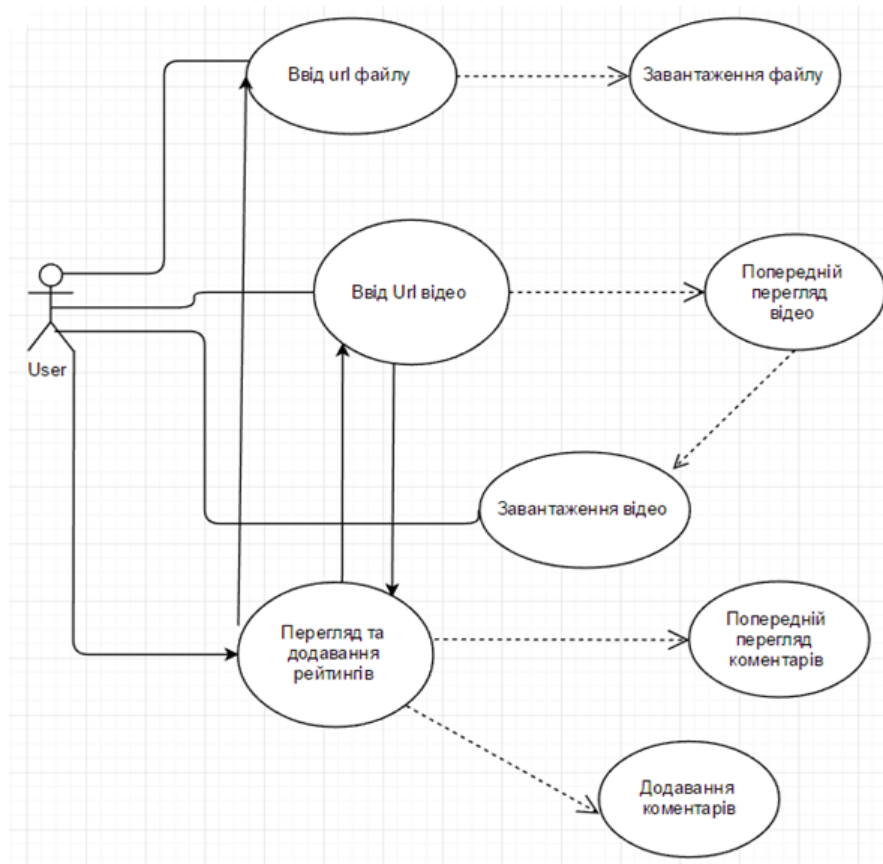 Ввід url файлу
Завантаження файлу
Ввід Url відео
Попередній
перегляд
відео
User
Завантаження відео
Перегляд та
додавання
рейтингів
Попередній
перегляд
коментарів
Додавання
коментарів